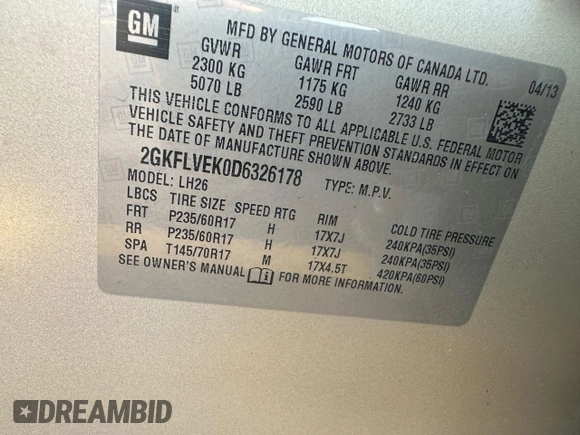 GM
MFD BY GENERAL MOTORS OF CANADA LTD.
GVWR GAWR FRT GAWR RR 04/13
2300 KG 1175 KG 1240 KG
5070 LB 2590 LB 2733 LB
THIS VEHICLE CONFORMS TO ALL APPLICABLE U.S. FEDERAL MOTOR
VEHICLE SAFETY AND THEFT PREVENTION STANDARDS IN EFFECT ON
THE DATE OF MANUFACTURE SHOWN ABOVE.
2GKFLVEK0D6326178 TYPE: M.P.V.
MODEL: LH26
LBCS TIRE SIZE SPEED RTG RIM COLD TIRE PRESSURE
FRT P235/60R17 H 17X7J 240KPA(35PSI)
RR P235/60R17 H 17X7J 240KPA(35PSI)
SPA T145/70R17 M 17X4.5T 420KPA(60PSI)
SEE OWNER'S MANUAL FOR MORE INFORMATION.
DREAMBID